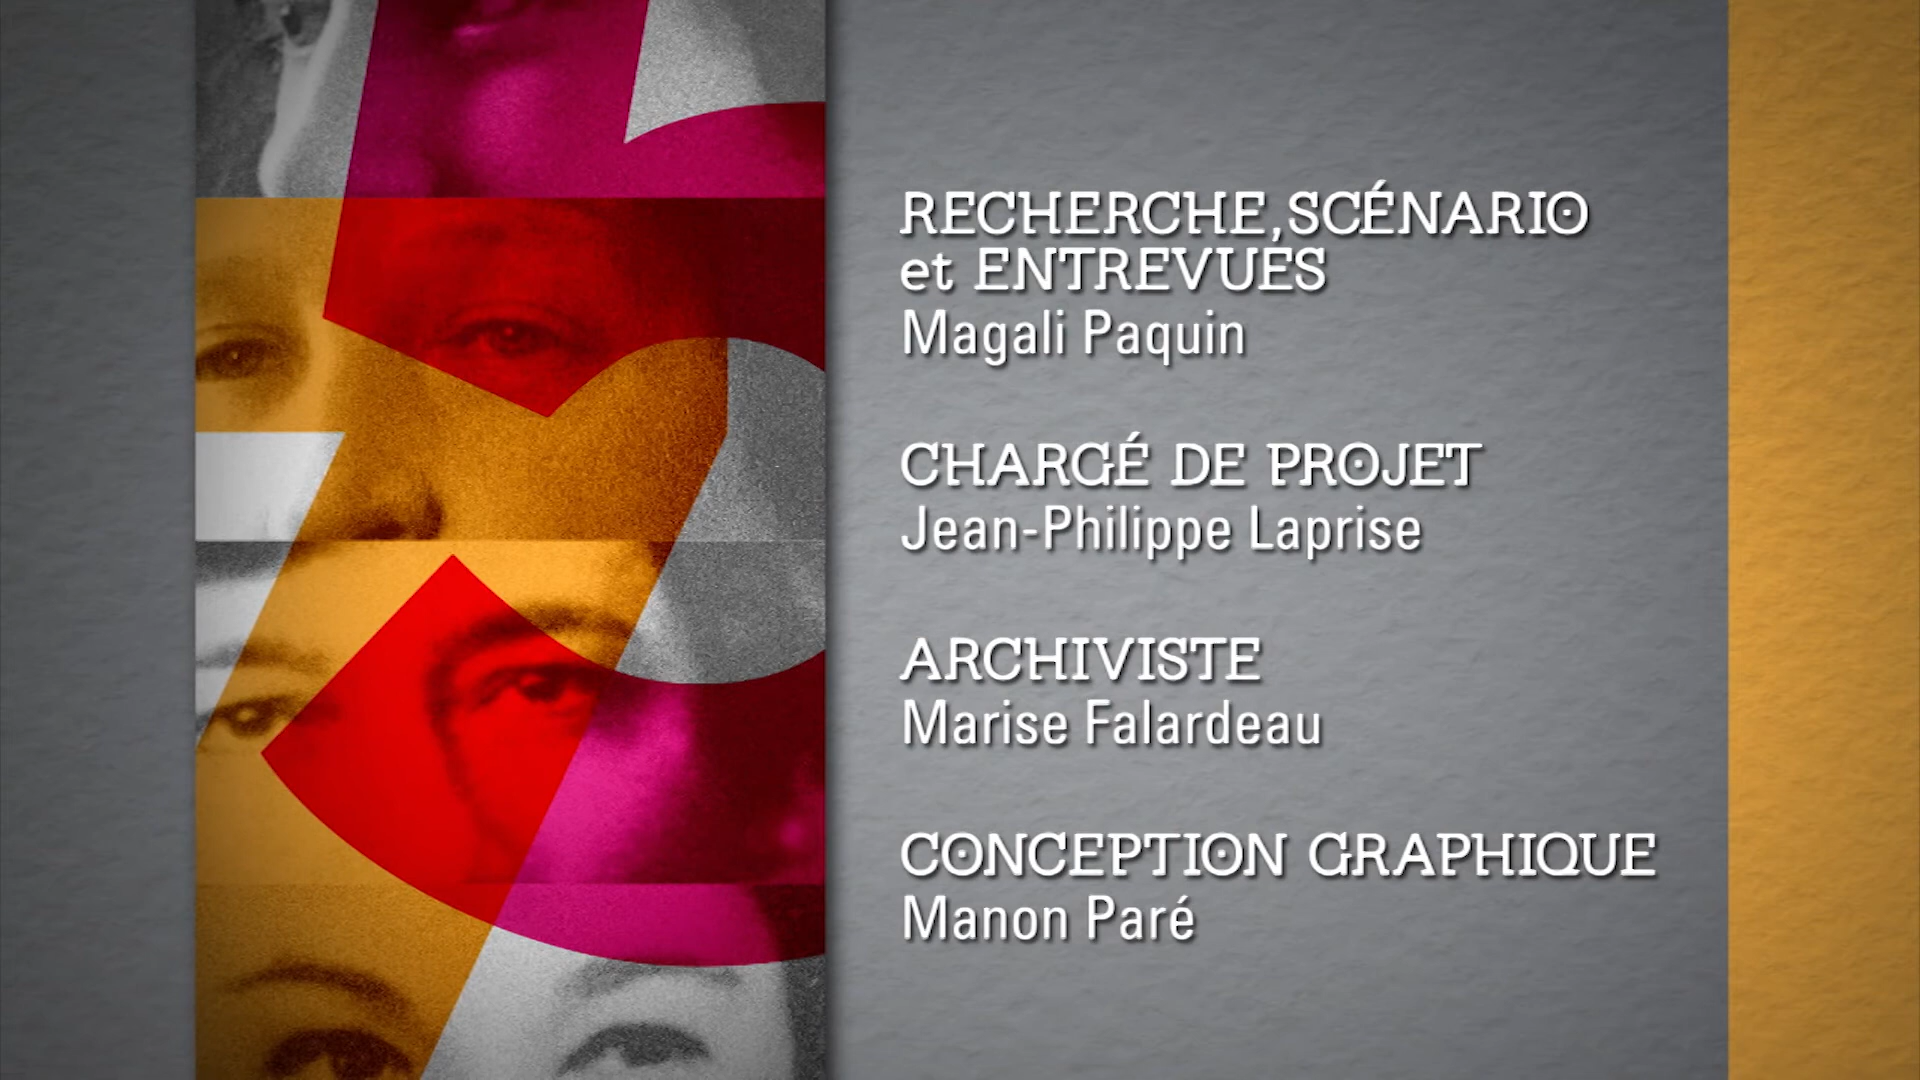 RECHERCHE, SCÉNARIO
et ENTREVUES
Magali Paquin
CHARGÉ DE PROJET
Jean-Philippe Laprise
ARCHIVISTE
Marise Falardeau
CONCEPTION GRAPHIQUE
Manon Paré